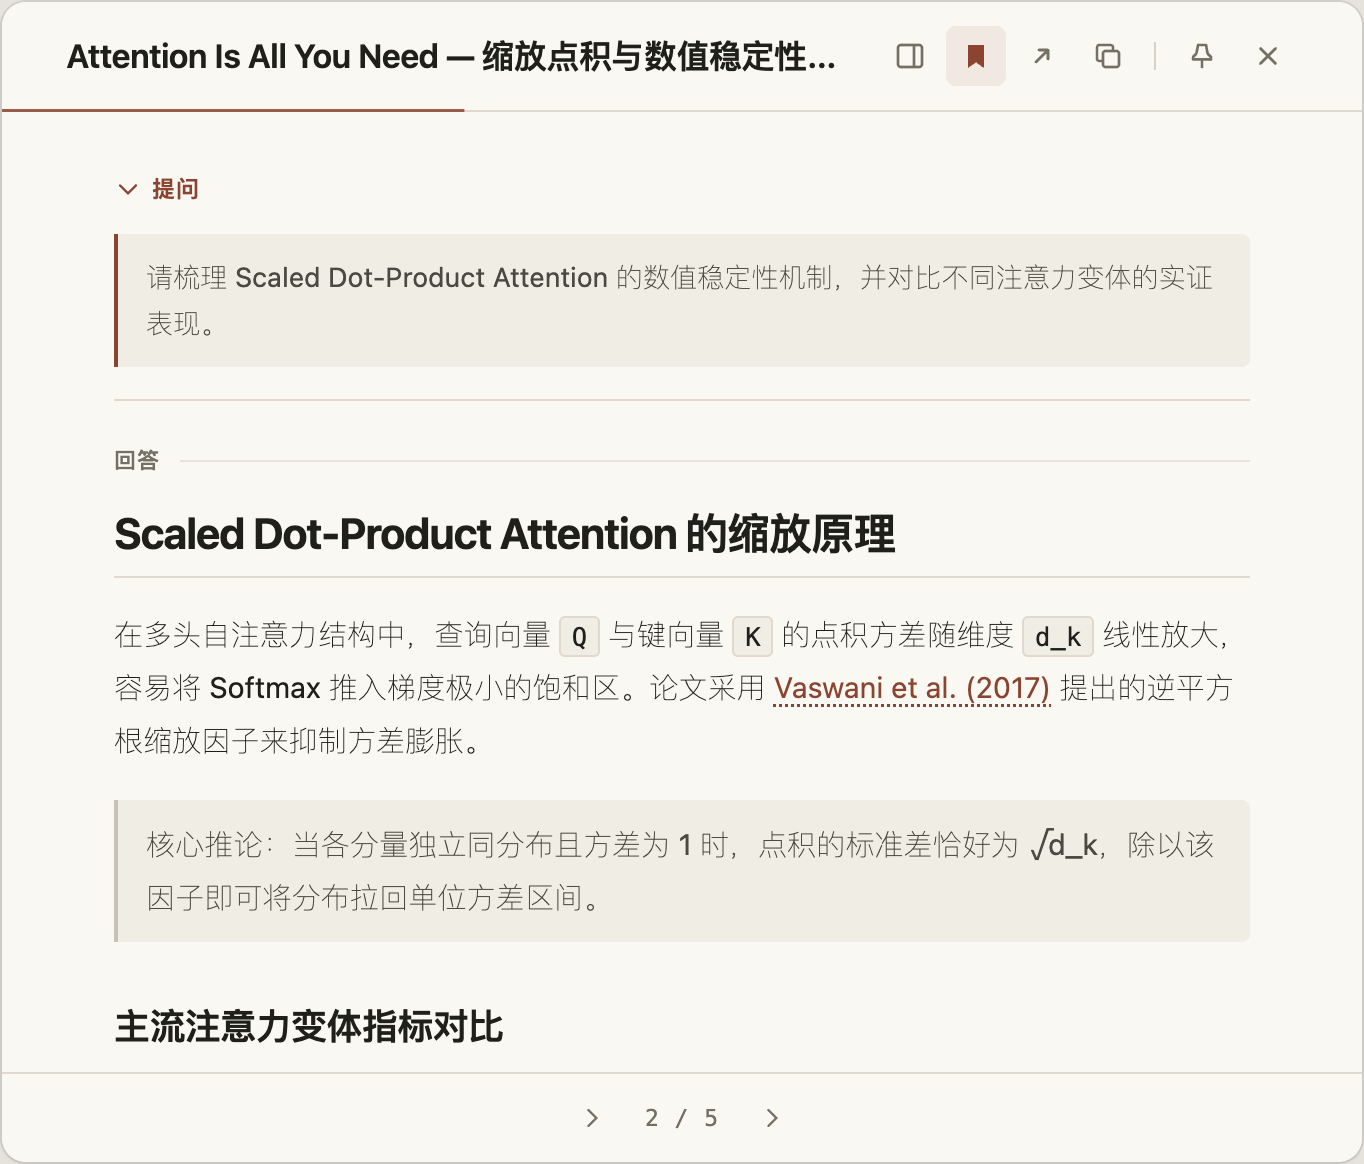 Attention Is All You Need — 缩放点积与数值稳定性...
提问
请梳理 Scaled Dot-Product Attention 的数值稳定性机制，并对比不同注意力变体的实证
表现。
回答
Scaled Dot-Product Attention 的缩放原理
在多头自注意力结构中，查询向量 Q 与键向量 K 的点积方差随维度 d_k 线性放大，
容易将 Softmax 推入梯度极小的饱和区。论文采用 Vaswani et al. (2017) 提出的逆平方
根缩放因子来抑制方差膨胀。
核心推论：当各分量独立同分布且方差为 1 时，点积的标准差恰好为 √d_k，除以该
因子即可将分布拉回单位方差区间。
主流注意力变体指标对比
2 / 5